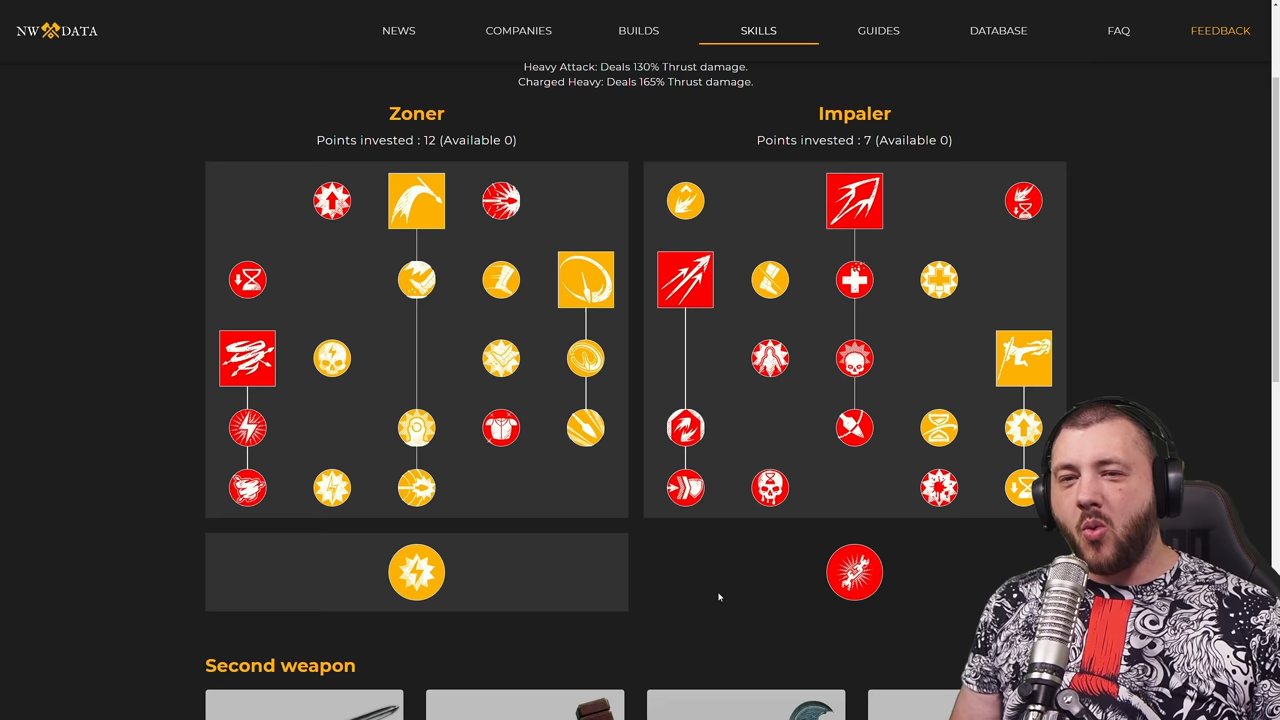 NW DATA
NEWS
COMPANIES
BUILDS
SKILLS
GUIDES
DATABASE
FAQ
FEEDBACK
Heavy Attack: Deals 130% Thrust damage.
Charged Heavy: Deals 165% Thrust damage.
Zoner
Points invested : 12 (Available 0)
Impaler
Points invested : 7 (Available 0)
Second weapon